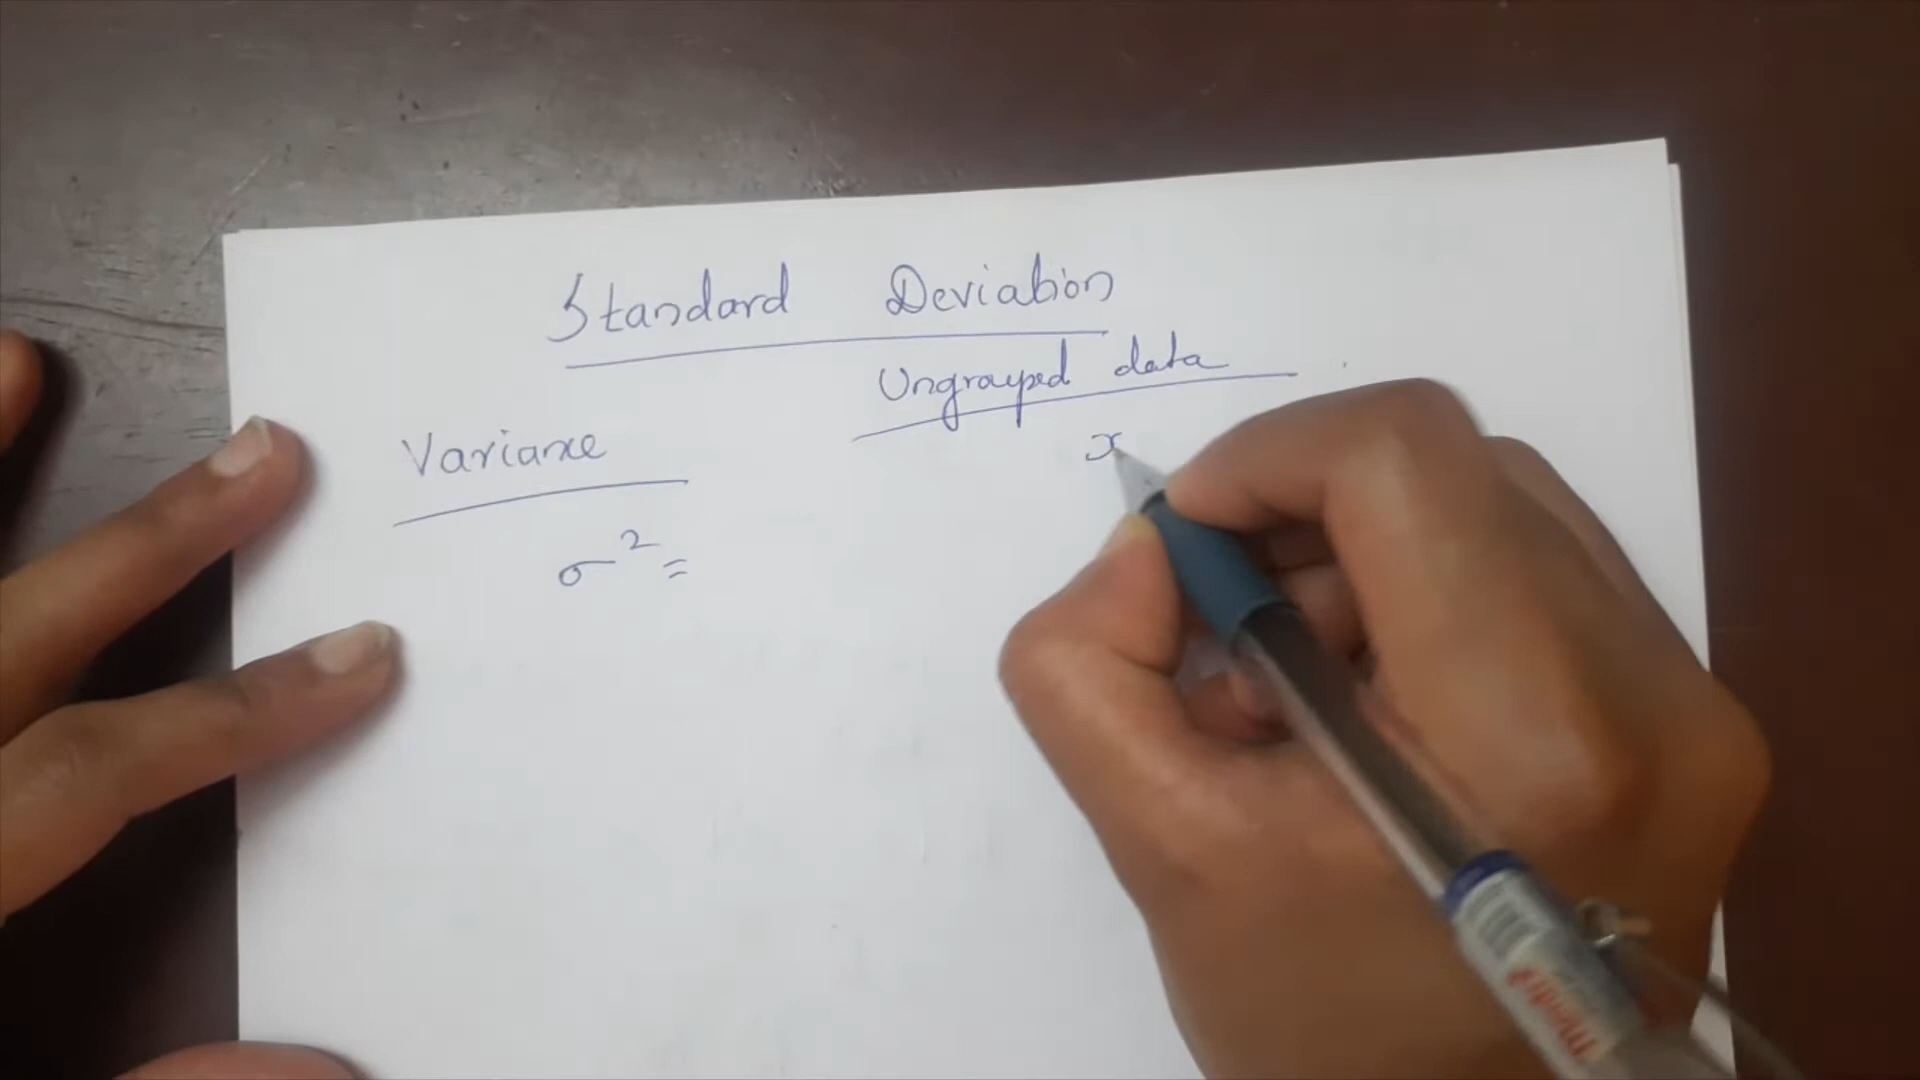 Standard Deviation
Ungrouped data
Variance
x
σ² =